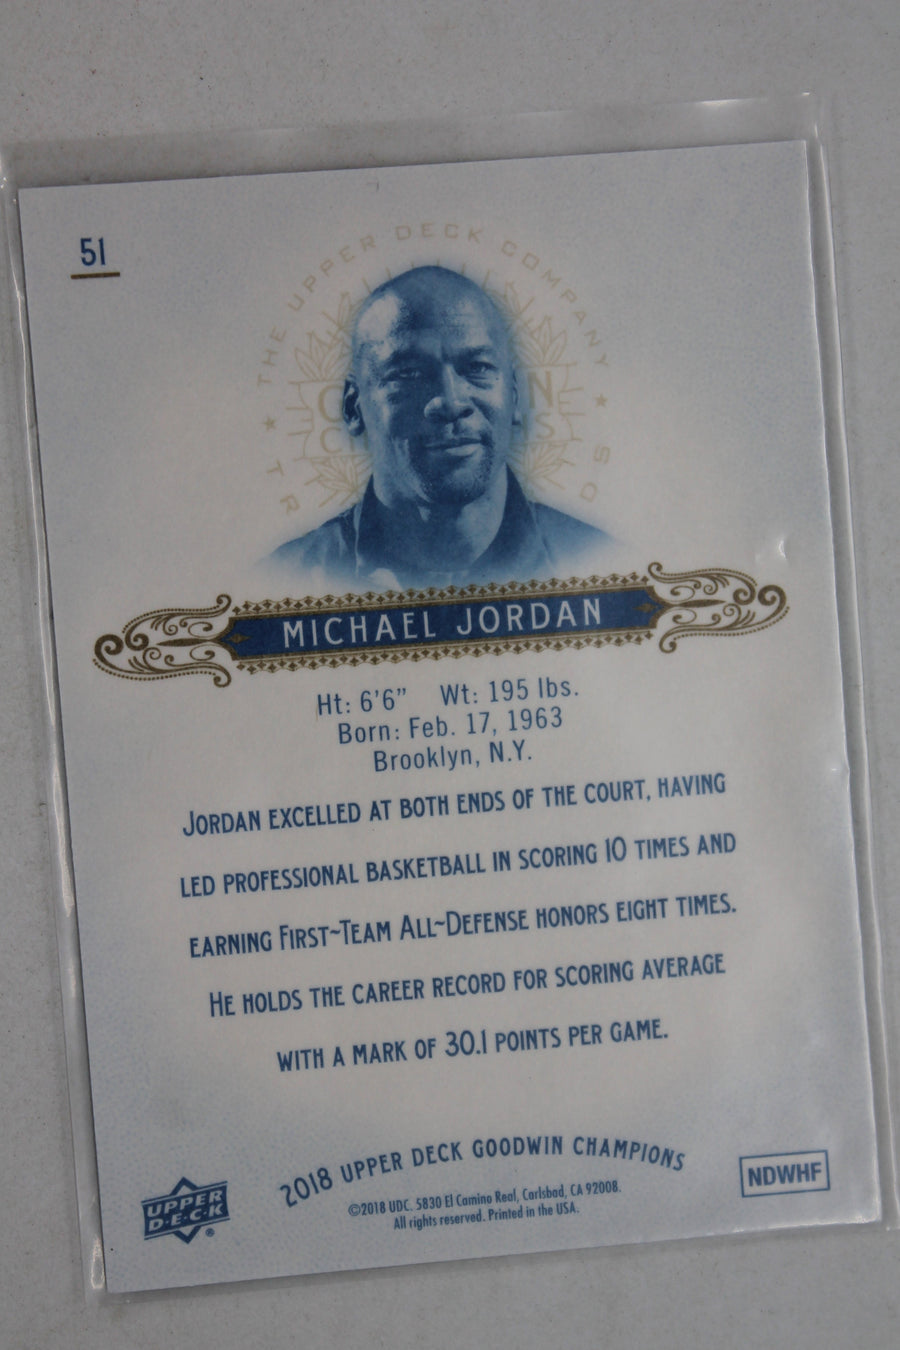 51
THE UPPER DECK COMPANY
MICHAEL JORDAN
Ht: 6'6" Wt: 195 lbs.
Born: Feb. 17, 1963
Brooklyn, N.Y.
JORDAN EXCELLED AT BOTH ENDS OF THE COURT, HAVING
LED PROFESSIONAL BASKETBALL IN SCORING 10 TIMES AND
EARNING FIRST~TEAM ALL~DEFENSE HONORS EIGHT TIMES.
HE HOLDS THE CAREER RECORD FOR SCORING AVERAGE
WITH A MARK OF 30.1 POINTS PER GAME.
2018 UPPER DECK GOODWIN CHAMPIONS
©2018 UDC. 5830 El Camino Real, Carlsbad, CA 92008.
All rights reserved. Printed in the USA.
UPPER
D·E·C·K
®
NDWHF